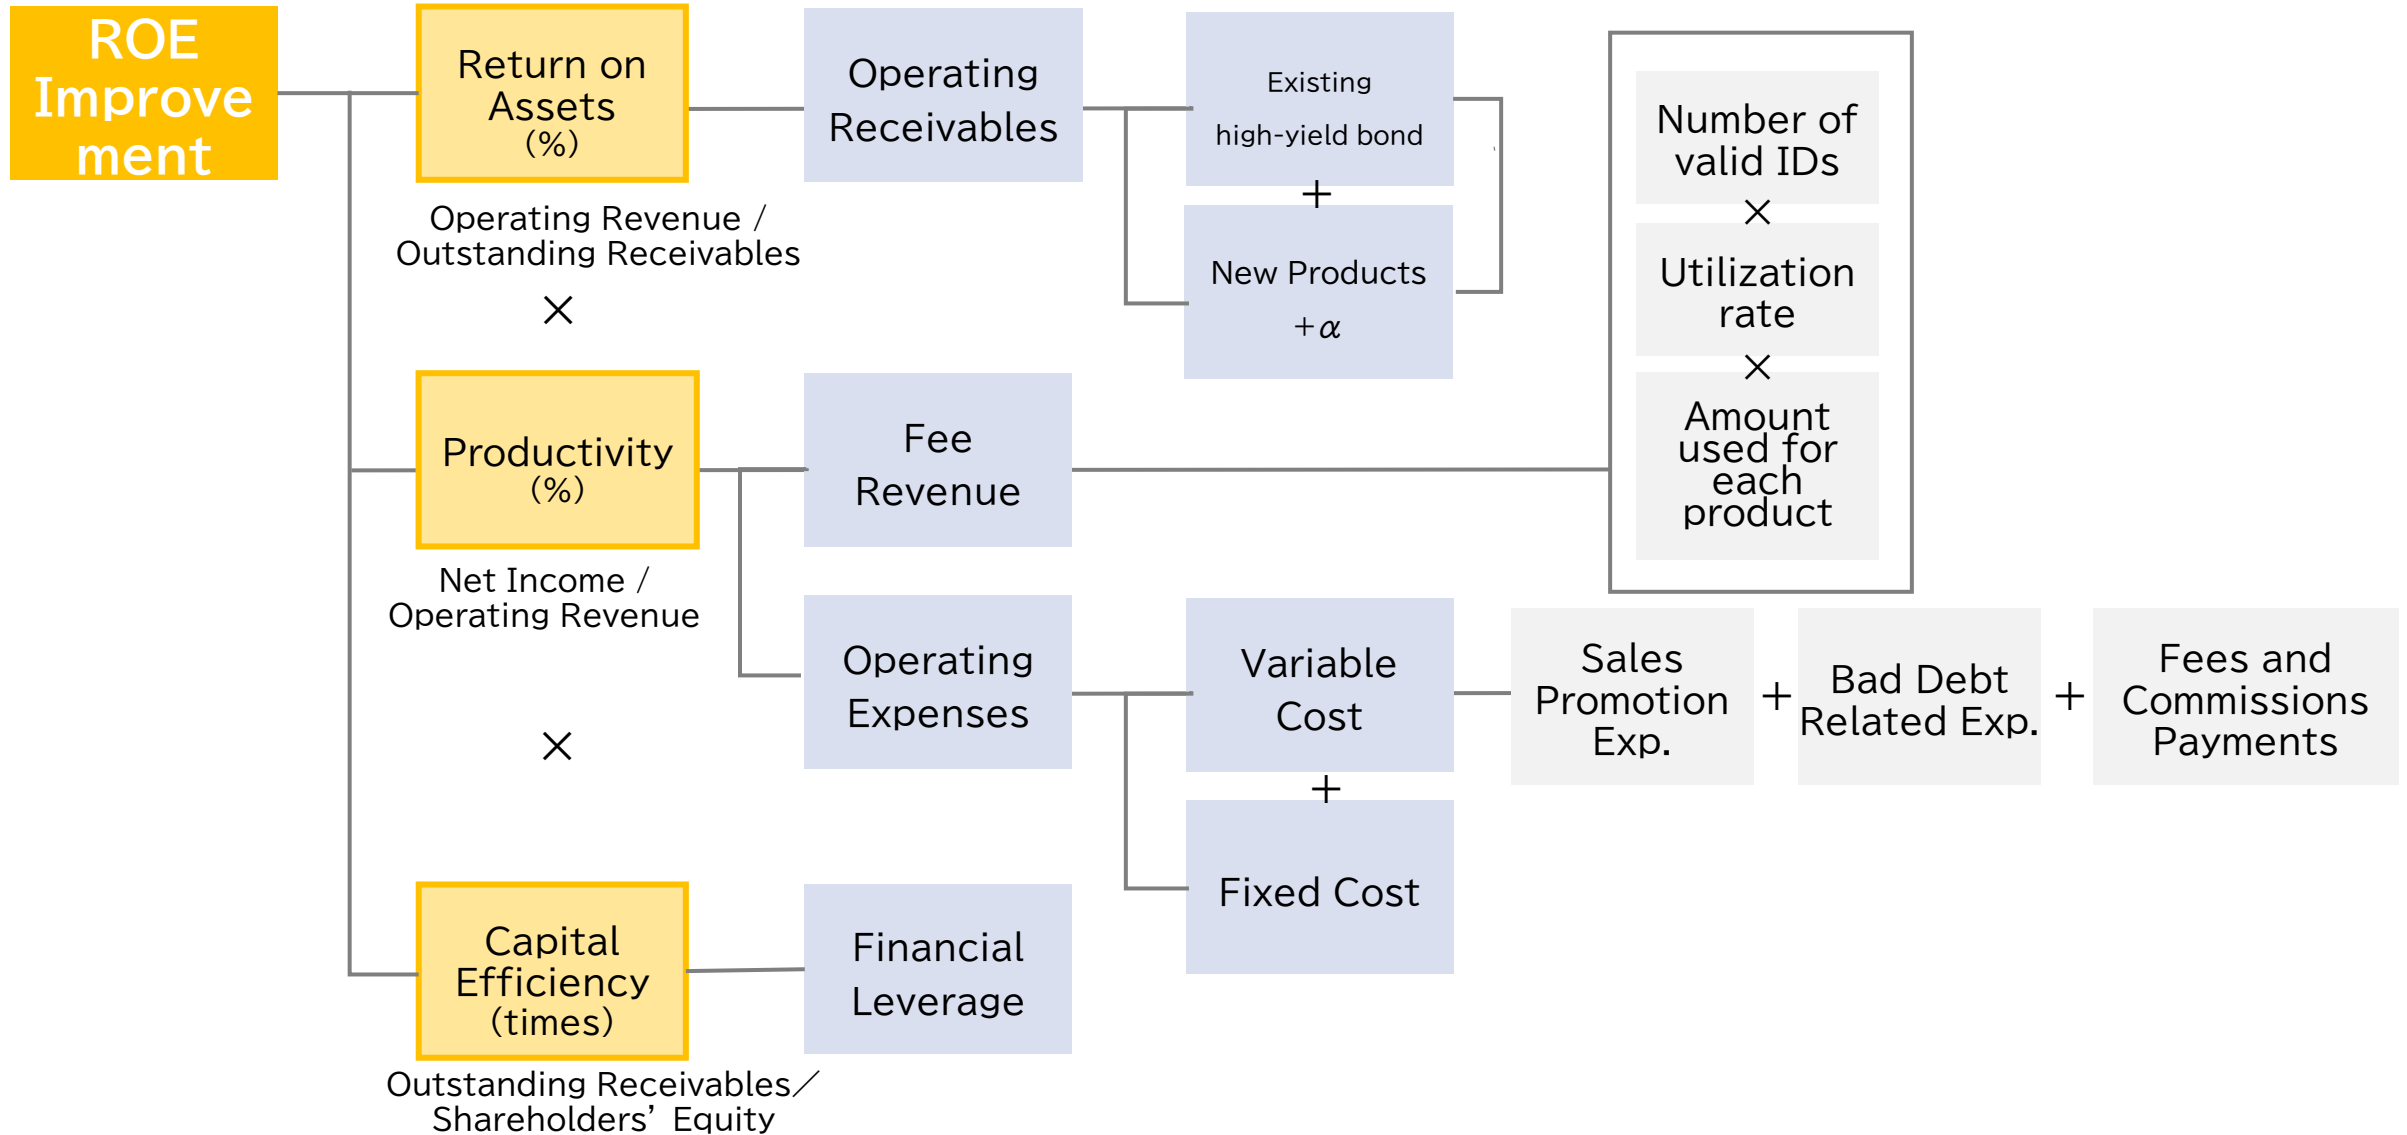 ROE
Improve
ment
Return on
Assets
(%)
Operating Revenue /
Outstanding Receivables
×
Productivity
(%)
Net Income /
Operating Revenue
×
Capital
Efficiency
(times)
Outstanding Receivables／
Shareholders’ Equity
Operating
Receivables
Existing
high-yield bond
+
New Products
+α
Fee
Revenue
Number of
valid IDs
×
Utilization
rate
×
Amount
used for
each
product
Operating
Expenses
Variable
Cost
+
Fixed Cost
Sales
Promotion
Exp.
+
Bad Debt
Related Exp.
+
Fees and
Commissions
Payments
Financial
Leverage